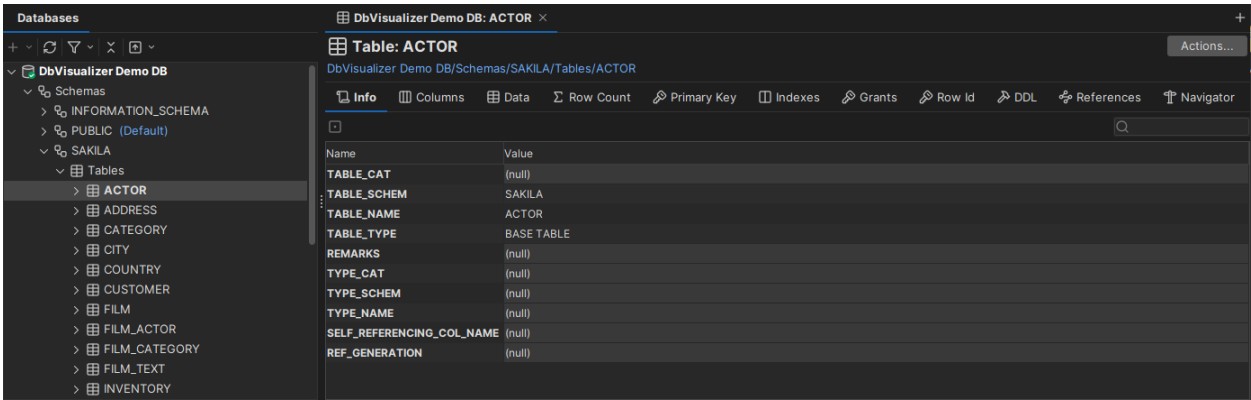 Databases
DbVisualizer Demo DB
Schemas
INFORMATION_SCHEMA
PUBLIC (Default)
SAKILA
Tables
ACTOR
ADDRESS
CATEGORY
CITY
COUNTRY
CUSTOMER
FILM
FILM_ACTOR
FILM_CATEGORY
FILM_TEXT
INVENTORY
DbVisualizer Demo DB: ACTOR
Table: ACTOR
Actions...
DbVisualizer Demo DB/Schemas/SAKILA/Tables/ACTOR
Info Columns Data Row Count Primary Key Indexes Grants Row Id DDL References Navigator
Name Value
TABLE_CAT (null)
TABLE_SCHEM SAKILA
TABLE_NAME ACTOR
TABLE_TYPE BASE TABLE
REMARKS (null)
TYPE_CAT (null)
TYPE_SCHEM (null)
TYPE_NAME (null)
SELF_REFERENCING_COL_NAME (null)
REF_GENERATION (null)